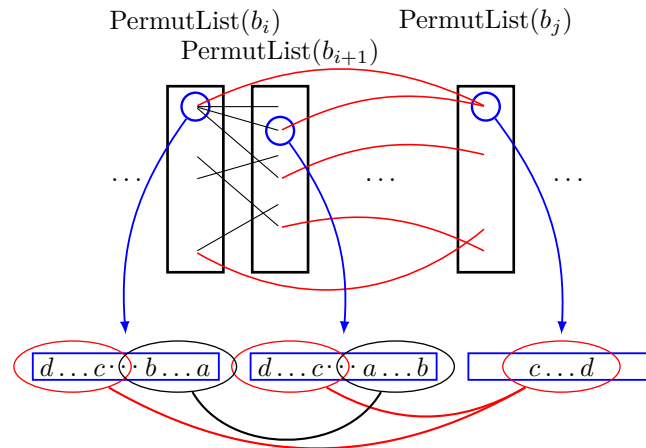 PermutList(b_i) PermutList(b_j)
PermutList(b_{i+1})
... ... ...
d ... c ... b ... a d ... c ... a ... b c ... d